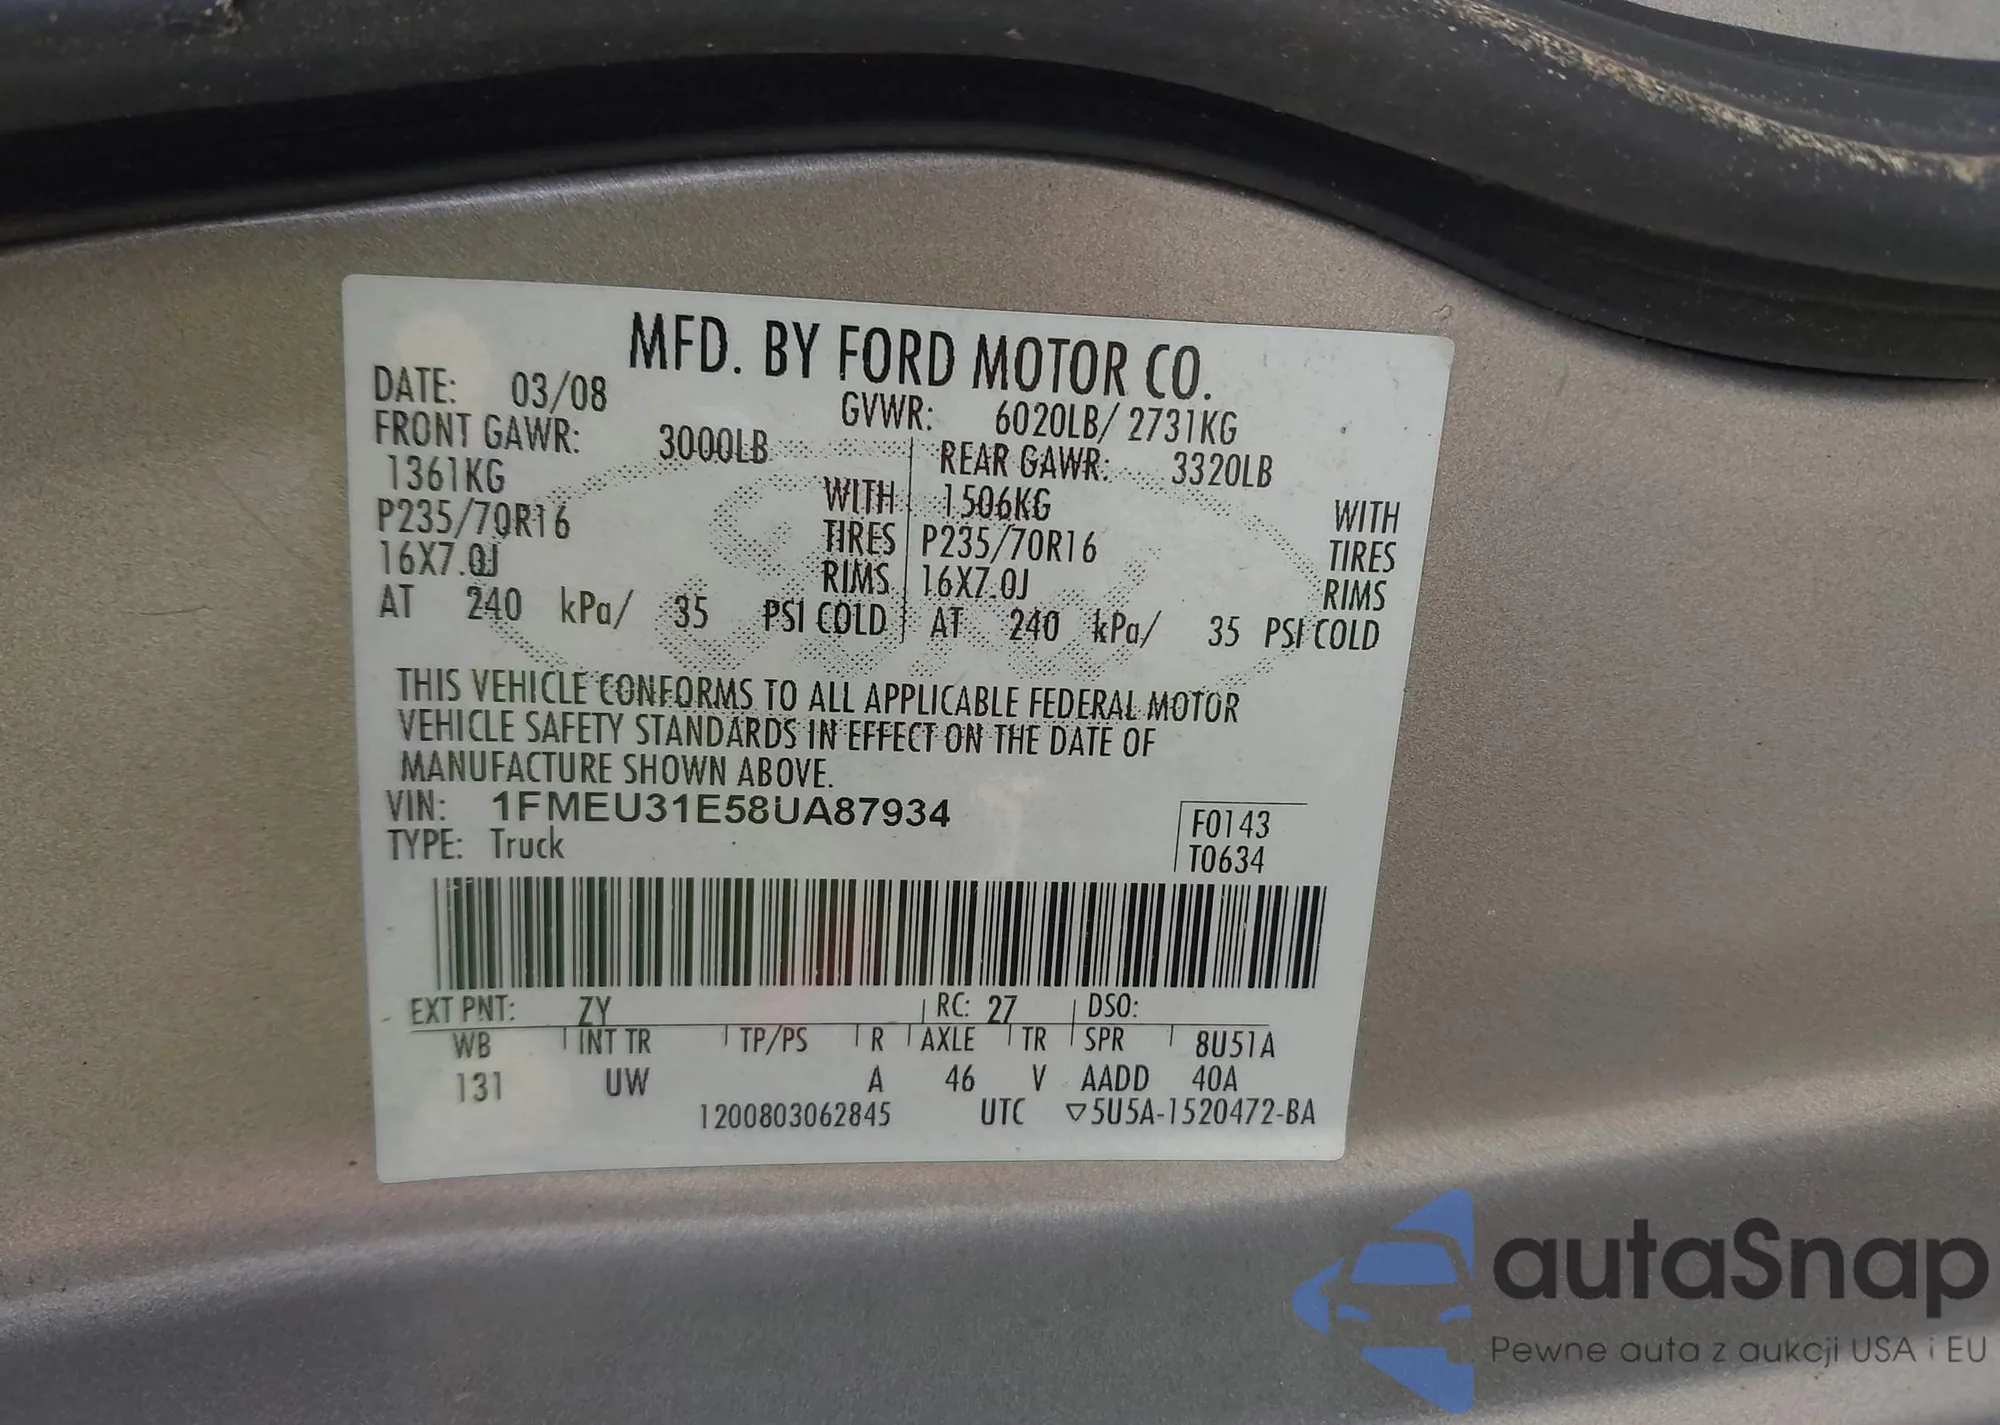 MFD. BY FORD MOTOR CO.
DATE: 03/08 GVWR: 6020LB/ 2731KG
FRONT GAWR: 3000LB REAR GAWR: 3320LB
1361KG WITH 1506KG WITH
P235/70R16 TIRES P235/70R16 TIRES
16X7.0J RIMS 16X7.0J RIMS
AT 240 kPa/ 35 PSI COLD AT 240 kPa/ 35 PSI COLD
THIS VEHICLE CONFORMS TO ALL APPLICABLE FEDERAL MOTOR
VEHICLE SAFETY STANDARDS IN EFFECT ON THE DATE OF
MANUFACTURE SHOWN ABOVE.
VIN: 1FMEU31E58UA87934 F0143
TYPE: Truck T0634
EXT PNT: ZY RC: 27 DSO:
WB INT TR TP/PS R AXLE TR SPR 8U51A
131 UW A 46 V AADD 40A
1200803062845 UTC ▽5U5A-1520472-BA
autaSnap
Pewne auta z aukcji USA i EU